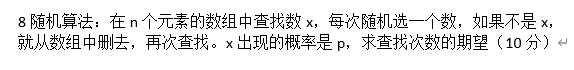 8 随机算法：在 n 个元素的数组中查找数 x，每次随机选一个数，如果不是 x，
就从数组中删去，再次查找。x 出现的概率是 p，求查找次数的期望（10 分）↵